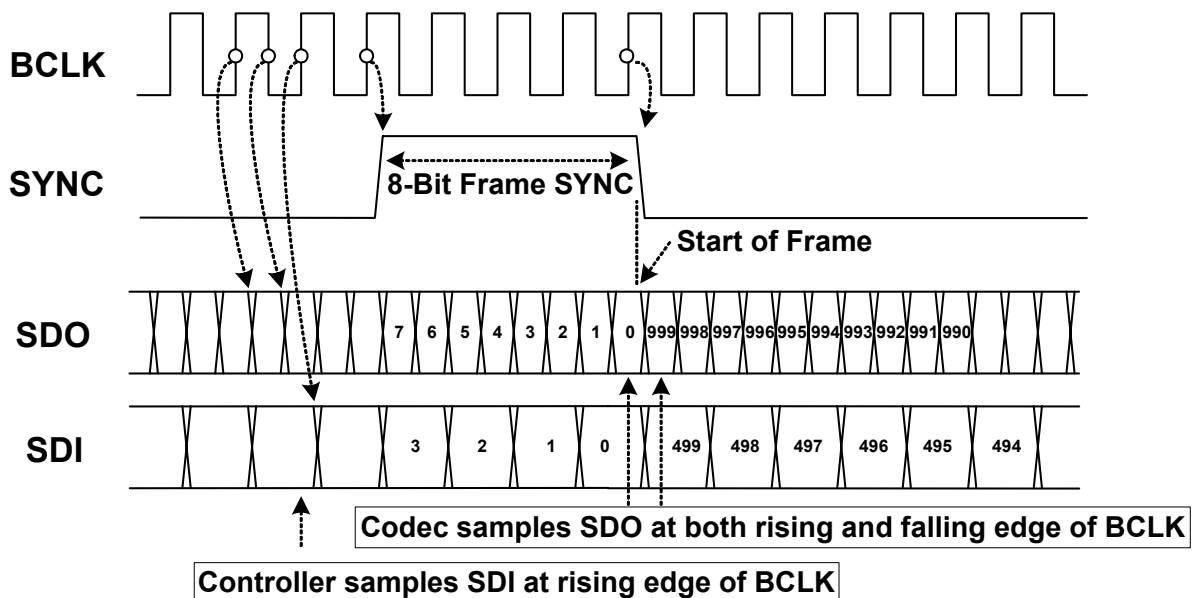 BCLK
SYNC
8-Bit Frame SYNC
Start of Frame
SDO
7 6 5 4 3 2 1 0 999 998 997 996 995 994 993 992 991 990
SDI
3 2 1 0 499 498 497 496 495 494
Codec samples SDO at both rising and falling edge of BCLK
Controller samples SDI at rising edge of BCLK